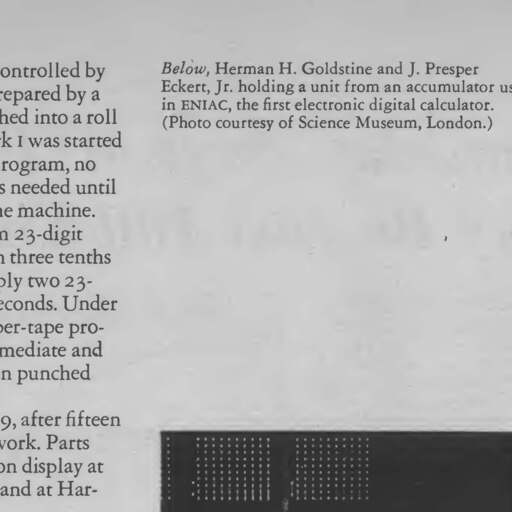 ontrolled by
repared by a
hed into a roll
k I was started
rogram, no
s needed until
ne machine.
n 23-digit
n three tenths
ply two 23-
econds. Under
per-tape pro-
mediate and
n punched
9, after fifteen
work. Parts
on display at
and at Har-
Below, Herman H. Goldstine and J. Presper
Eckert, Jr. holding a unit from an accumulator us
in ENIAC, the first electronic digital calculator.
(Photo courtesy of Science Museum, London.)